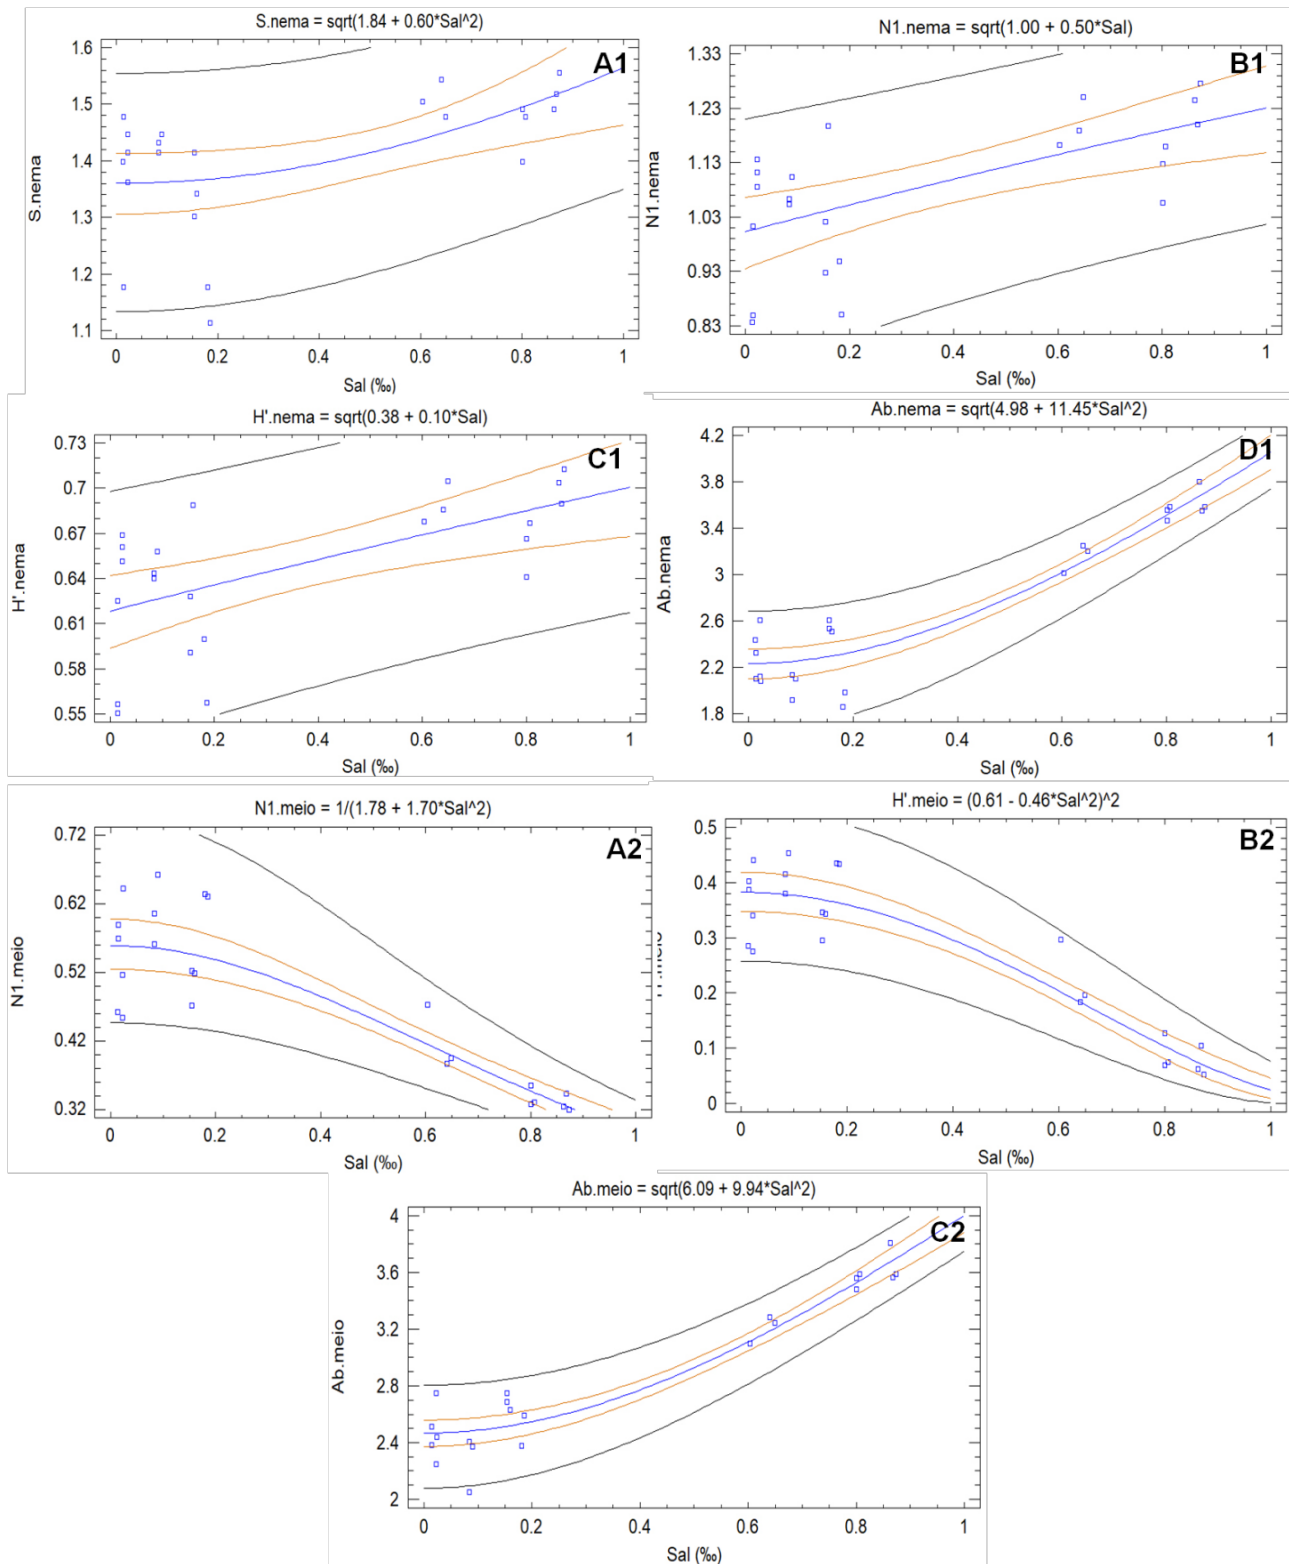 S.nema = sqrt(1.84 + 0.60*Sal^2)
A1
1.6
1.5
1.4
1.3
1.2
1.1
S.nema
0 0.2 0.4 0.6 0.8 1
Sal (‰)
N1.nema = sqrt(1.00 + 0.50*Sal)
B1
1.33
1.23
1.13
1.03
0.93
0.83
N1.nema
0 0.2 0.4 0.6 0.8 1
Sal (‰)
H'.nema = sqrt(0.38 + 0.10*Sal)
C1
0.73
0.7
0.67
0.64
0.61
0.58
0.55
H'.nema
0 0.2 0.4 0.6 0.8 1
Sal (‰)
Ab.nema = sqrt(4.98 + 11.45*Sal^2)
D1
4.2
3.8
3.4
3
2.6
2.2
1.8
Ab.nema
0 0.2 0.4 0.6 0.8 1
Sal (‰)
N1.meio = 1/(1.78 + 1.70*Sal^2)
A2
0.72
0.62
0.52
0.42
0.32
N1.meio
0 0.2 0.4 0.6 0.8 1
Sal (‰)
H'.meio = (0.61 - 0.46*Sal^2)^2
B2
0.5
0.4
0.3
0.2
0.1
0
0 0.2 0.4 0.6 0.8 1
Sal (‰)
Ab.meio = sqrt(6.09 + 9.94*Sal^2)
C2
4
3.6
3.2
2.8
2.4
2
Ab.meio
0 0.2 0.4 0.6 0.8 1
Sal (‰)